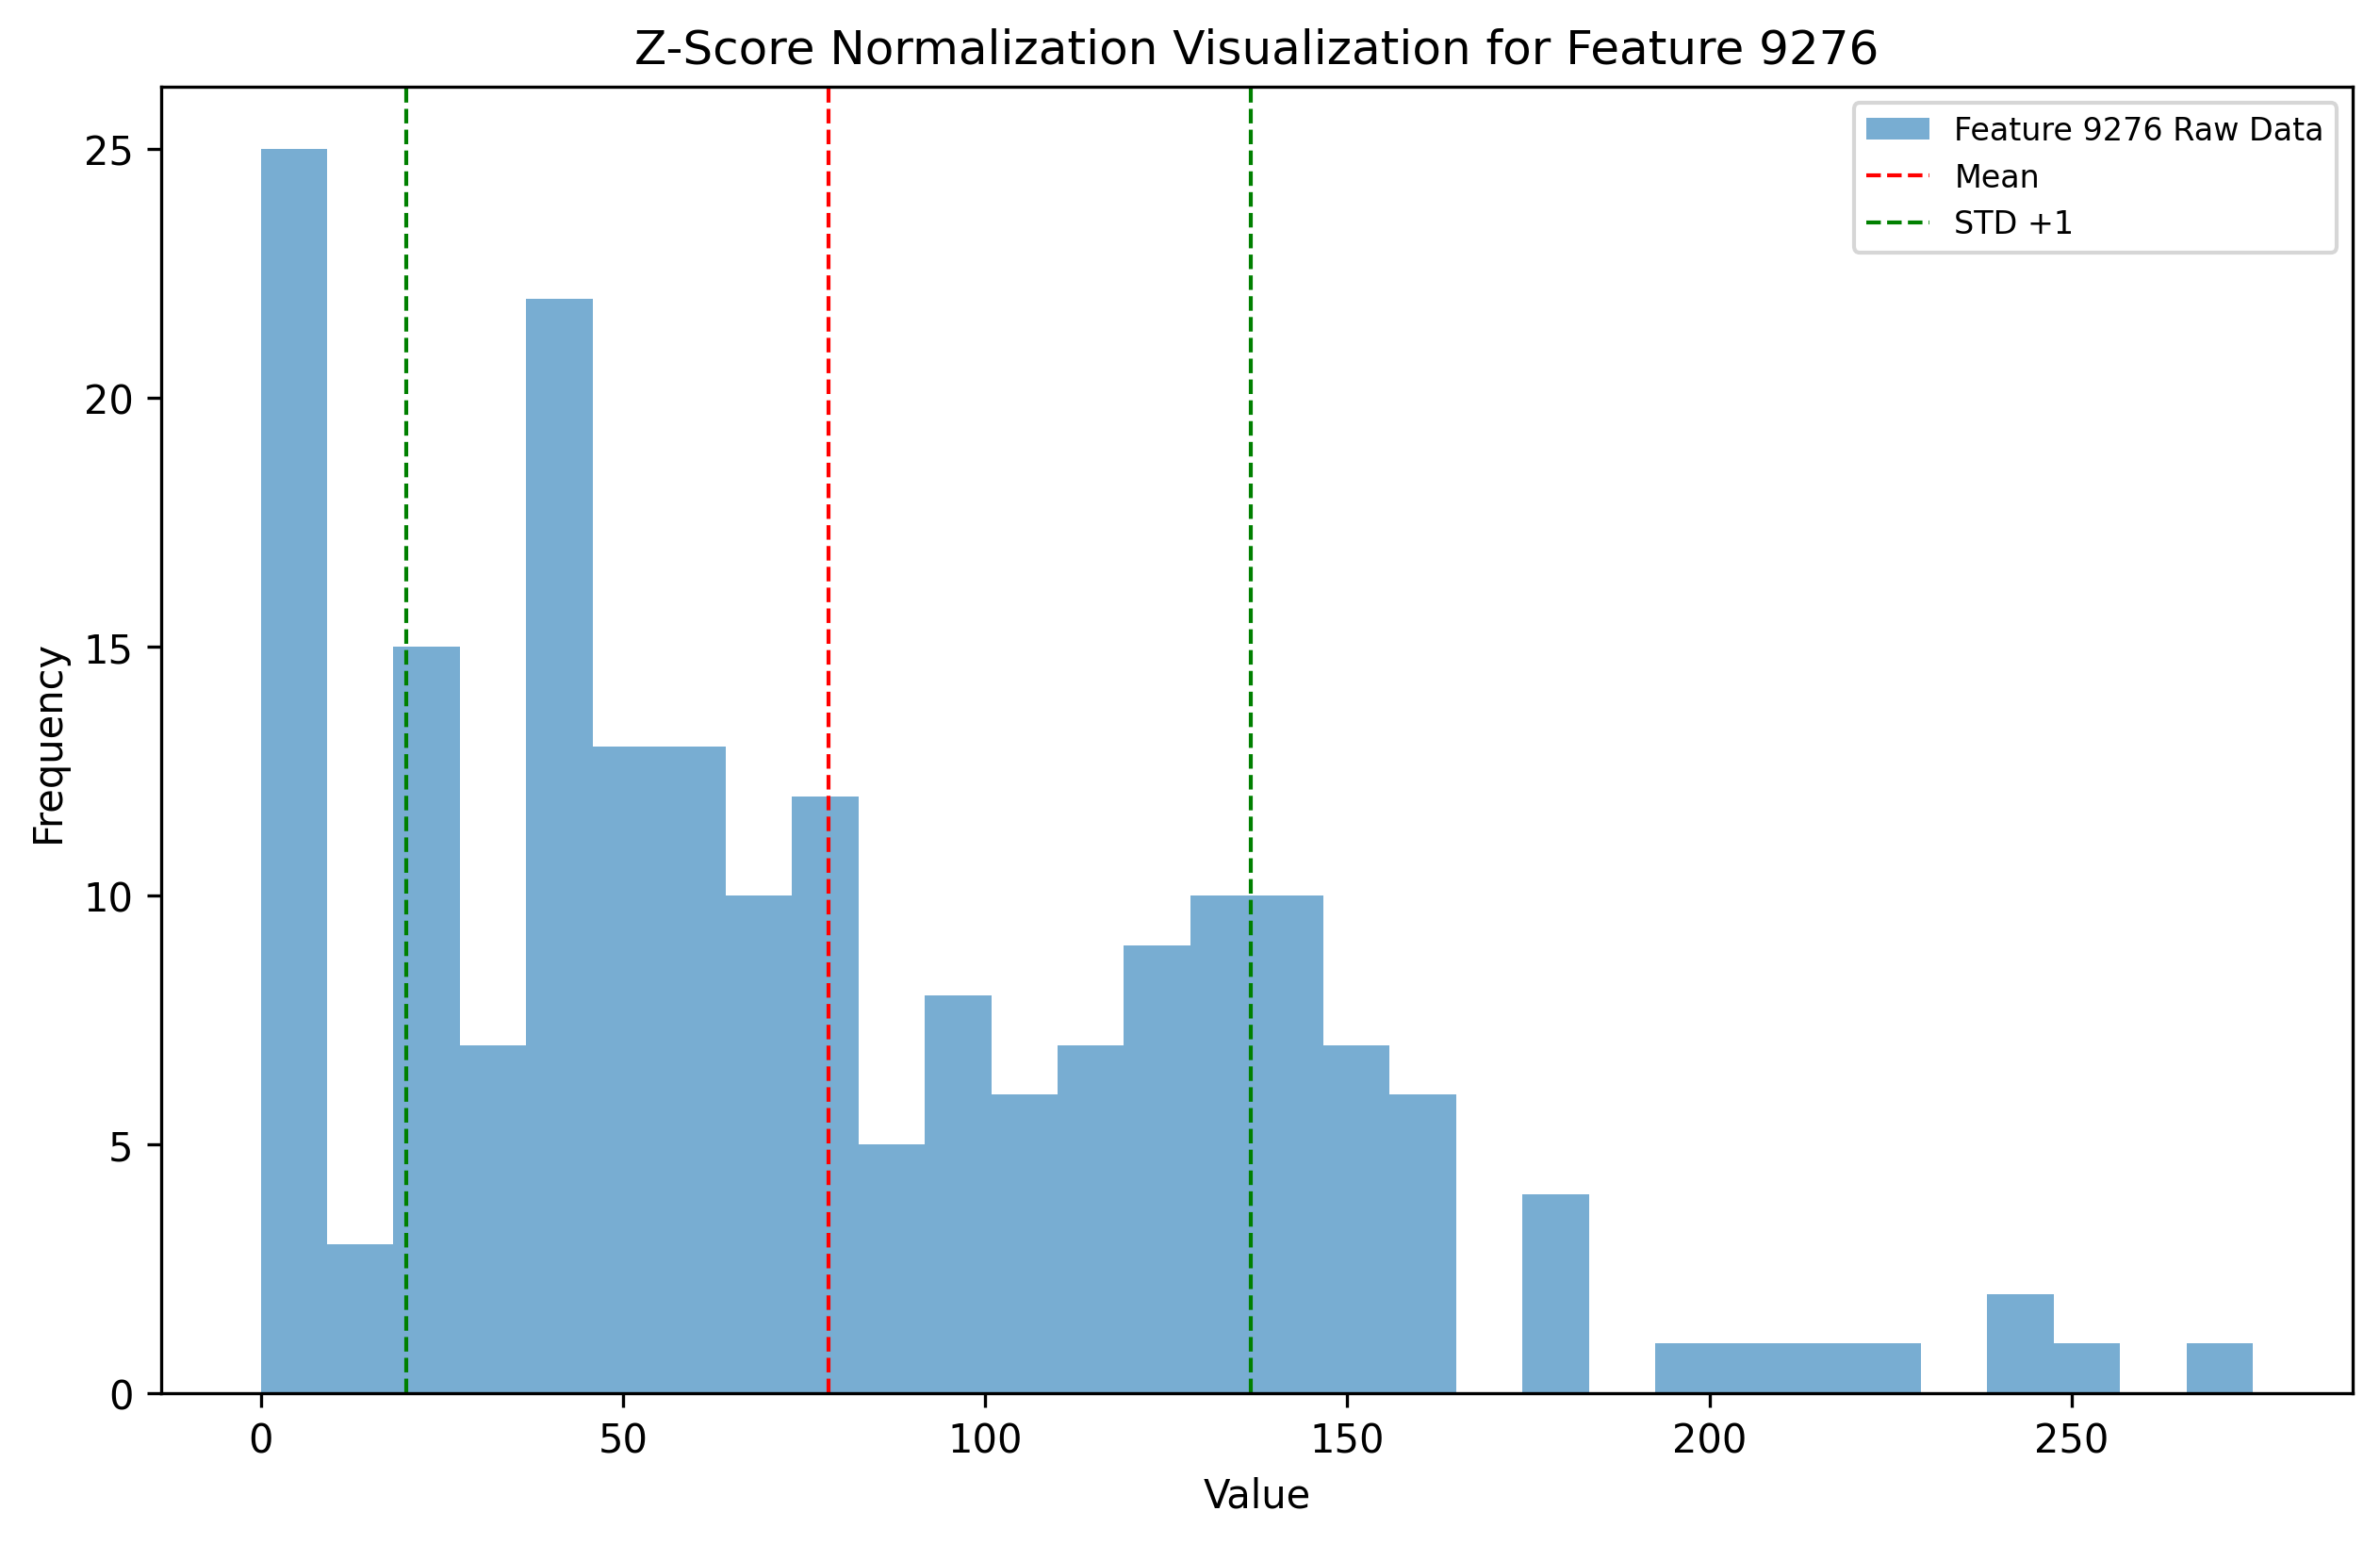 Z-Score Normalization Visualization for Feature 9276
Feature 9276 Raw Data
Mean
STD +1
Frequency
25
20
15
10
5
0
0 50 100 150 200 250
Value